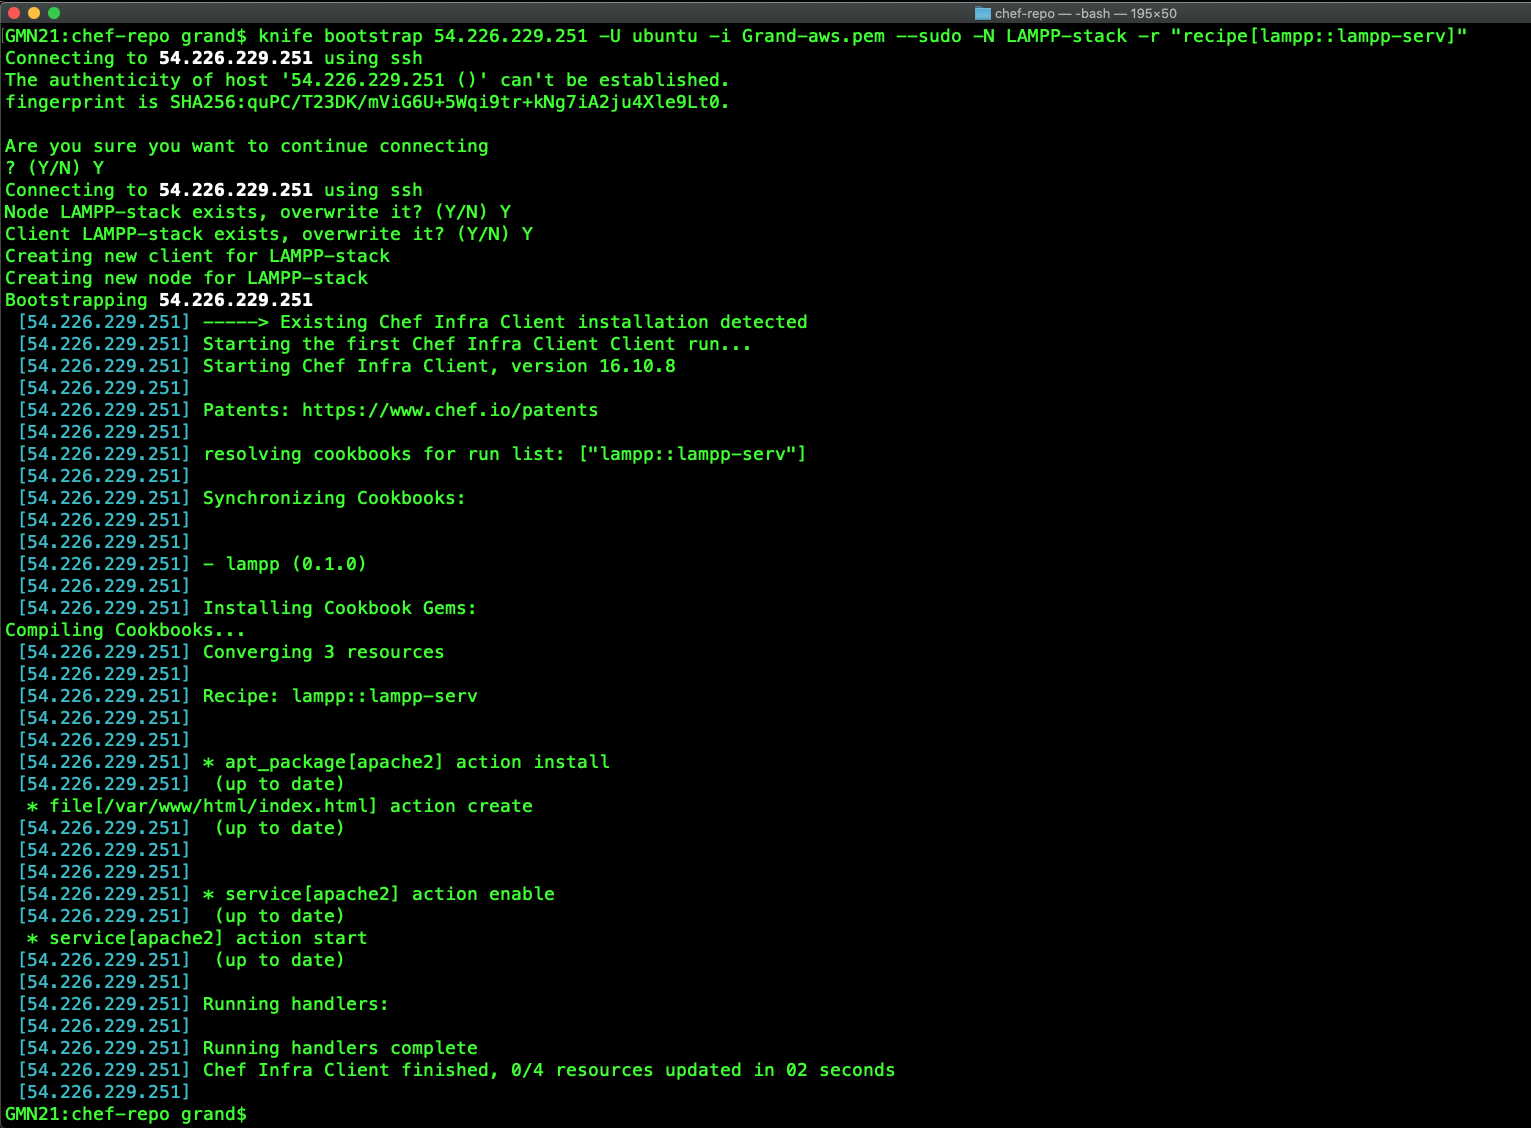 chef-repo — -bash — 195×50
GMN21:chef-repo grand$ knife bootstrap 54.226.229.251 -U ubuntu -i Grand-aws.pem --sudo -N LAMPP-stack -r "recipe[lampp::lampp-serv]"
Connecting to 54.226.229.251 using ssh
The authenticity of host '54.226.229.251 ()' can't be established.
fingerprint is SHA256:quPC/T23DK/mViG6U+5Wqi9tr+kNg7iA2ju4Xle9Lt0.
Are you sure you want to continue connecting
? (Y/N) Y
Connecting to 54.226.229.251 using ssh
Node LAMPP-stack exists, overwrite it? (Y/N) Y
Client LAMPP-stack exists, overwrite it? (Y/N) Y
Creating new client for LAMPP-stack
Creating new node for LAMPP-stack
Bootstrapping 54.226.229.251
[54.226.229.251] -----> Existing Chef Infra Client installation detected
[54.226.229.251] Starting the first Chef Infra Client Client run...
[54.226.229.251] Starting Chef Infra Client, version 16.10.8
[54.226.229.251]
[54.226.229.251] Patents: https://www.chef.io/patents
[54.226.229.251]
[54.226.229.251] resolving cookbooks for run list: ["lampp::lampp-serv"]
[54.226.229.251]
[54.226.229.251] Synchronizing Cookbooks:
[54.226.229.251]
[54.226.229.251]
[54.226.229.251] - lampp (0.1.0)
[54.226.229.251]
[54.226.229.251] Installing Cookbook Gems:
Compiling Cookbooks...
[54.226.229.251] Converging 3 resources
[54.226.229.251]
[54.226.229.251] Recipe: lampp::lampp-serv
[54.226.229.251]
[54.226.229.251]
[54.226.229.251] * apt_package[apache2] action install
[54.226.229.251]  (up to date)
* file[/var/www/html/index.html] action create
[54.226.229.251]  (up to date)
[54.226.229.251]
[54.226.229.251]
[54.226.229.251] * service[apache2] action enable
[54.226.229.251]  (up to date)
* service[apache2] action start
[54.226.229.251]  (up to date)
[54.226.229.251]
[54.226.229.251] Running handlers:
[54.226.229.251]
[54.226.229.251] Running handlers complete
[54.226.229.251] Chef Infra Client finished, 0/4 resources updated in 02 seconds
[54.226.229.251]
GMN21:chef-repo grand$